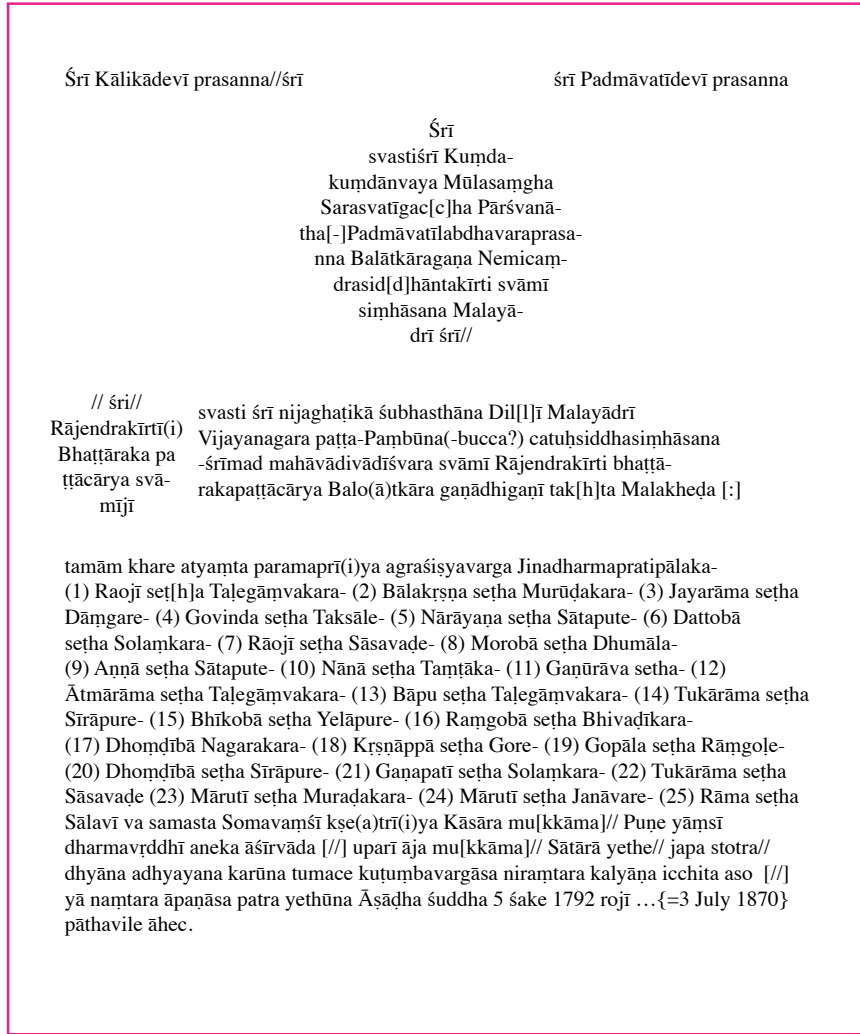 Śrī Kālikādevī prasanna//śrī śrī Padmāvatīdevī prasanna
Śrī
svastiśrī Kuṃda-
kuṃdānvaya Mūlasaṃgha
Sarasvatīgac[c]ha Pārśvanā-
tha[-]Padmāvatīlabdhavaraprasa-
nna Balātkāragaṇa Nemicaṃ-
drasid[d]hāntakīrti svāmī
siṃhāsana Malayā-
drī śrī//
// śri//
Rājendrakīrtī(i)
Bhaṭṭāraka pa
ṭṭācārya svā-
mījī
svasti śrī nijaghaṭikā śubhasthāna Dil[l]ī Malayādrī
Vijayanagara paṭṭa-Paṃbūna(-bucca?) catuḥsiddhasiṃhāsana
-śrīmad mahāvādivādīśvara svāmī Rājendrakīrti bhaṭṭā-
rakapaṭṭācārya Balo(ā)tkāra gaṇādhigaṇī tak[h]ta Malakheḍa [:]
tamām khare atyaṃta paramaprī(i)ya agraśiṣyavarga Jinadharmapratipālaka-
(1) Raojī seṭ[h]a Taḷegāṃvakara- (2) Bālakṛṣṇa seṭha Murūḍakara- (3) Jayarāma seṭha
Dāṃgare- (4) Govinda seṭha Taksāle- (5) Nārāyaṇa seṭha Sātapute- (6) Dattobā
seṭha Solaṃkara- (7) Rāojī seṭha Sāsavaḍe- (8) Morobā seṭha Dhumāla-
(9) Aṇṇā seṭha Sātapute- (10) Nānā seṭha Taṃṭāka- (11) Gaṇūrāva setha- (12)
Ātmārāma seṭha Taḷegāṃvakara- (13) Bāpu seṭha Taḷegāṃvakara- (14) Tukārāma seṭha
Sīrāpure- (15) Bhīkobā seṭha Yelāpure- (16) Raṃgobā seṭha Bhivaḍīkara-
(17) Dhoṃḍībā Nagarakara- (18) Kṛṣṇāppā seṭha Gore- (19) Gopāla seṭha Rāṃgoḷe-
(20) Dhoṃḍībā seṭha Sīrāpure- (21) Gaṇapatī seṭha Solaṃkara- (22) Tukārāma seṭha
Sāsavaḍe (23) Mārutī seṭha Muraḍakara- (24) Mārutī seṭha Janāvare- (25) Rāma seṭha
Sālavī va samasta Somavaṃśī kṣe(a)trī(i)ya Kāsāra mu[kkāma]// Puṇe yāṃsī
dharmavṛddhī aneka āśīrvāda [//] uparī āja mu[kkāma]// Sātārā yethe// japa stotra//
dhyāna adhyayana karūna tumace kuṭuṃbavargāsa niraṃtara kalyāṇa icchita aso [//]
yā naṃtara āpaṇāsa patra yethūna Āṣāḍha śuddha 5 śake 1792 rojī …{=3 July 1870}
pāthavile āhec.